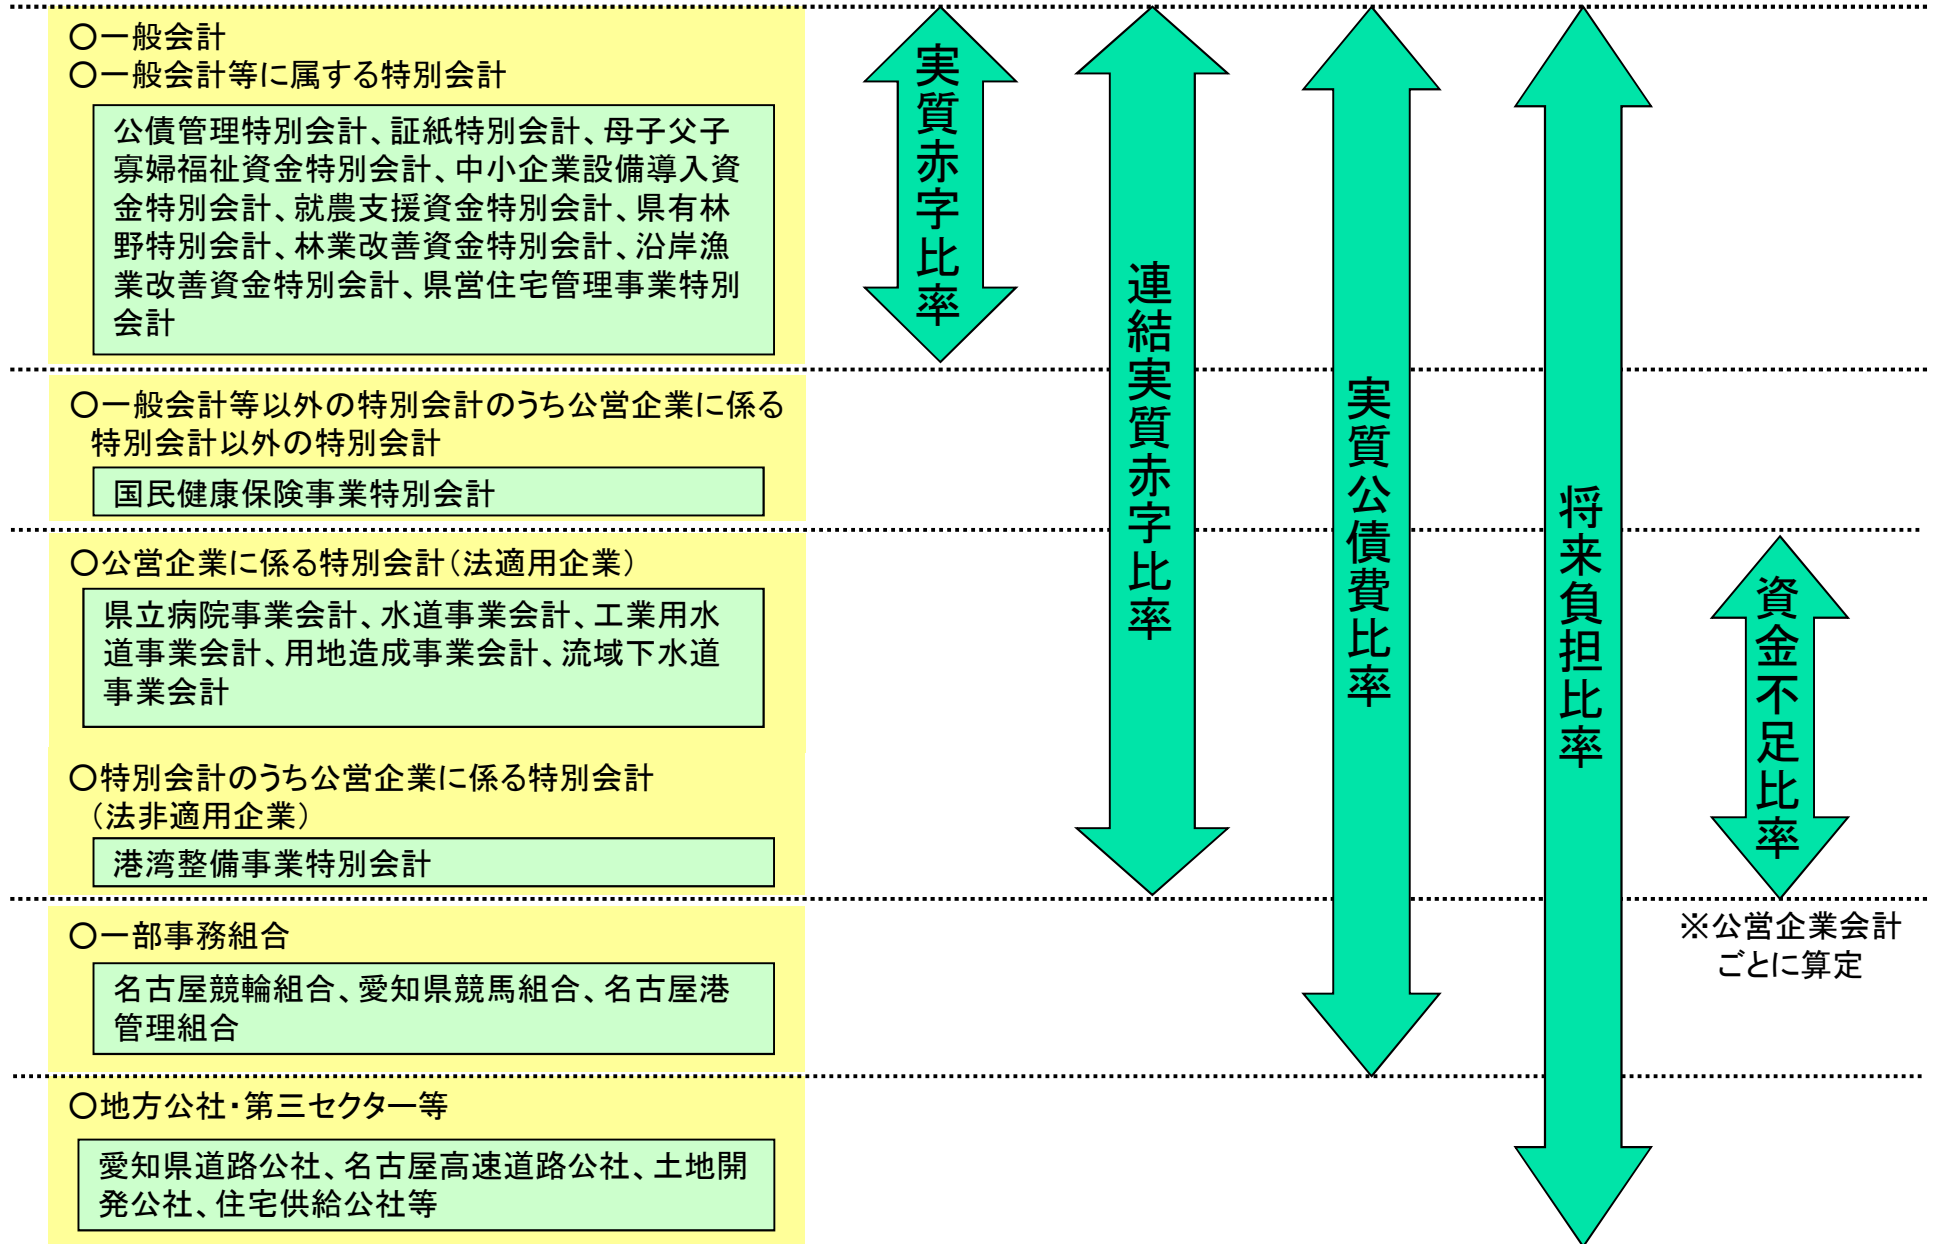 〇一般会計
〇一般会計等に属する特別会計
公債管理特別会計、証紙特別会計、母子父子
寡婦福祉資金特別会計、中小企業設備導入資
金特別会計、就農支援資金特別会計、県有林
野特別会計、林業改善資金特別会計、沿岸漁
業改善資金特別会計、県営住宅管理事業特別
会計
〇一般会計等以外の特別会計のうち公営企業に係る
特別会計以外の特別会計
国民健康保険事業特別会計
〇公営企業に係る特別会計（法適用企業）
県立病院事業会計、水道事業会計、工業用水
道事業会計、用地造成事業会計、流域下水道
事業会計
〇特別会計のうち公営企業に係る特別会計
（法非適用企業）
港湾整備事業特別会計
〇一部事務組合
名古屋競輪組合、愛知県競馬組合、名古屋港
管理組合
〇地方公社・第三セクター等
愛知県道路公社、名古屋高速道路公社、土地開
発公社、住宅供給公社等
実質赤字比率
連結実質赤字比率
実質公債費比率
将来負担比率
資金不足比率
※公営企業会計
ごとに算定